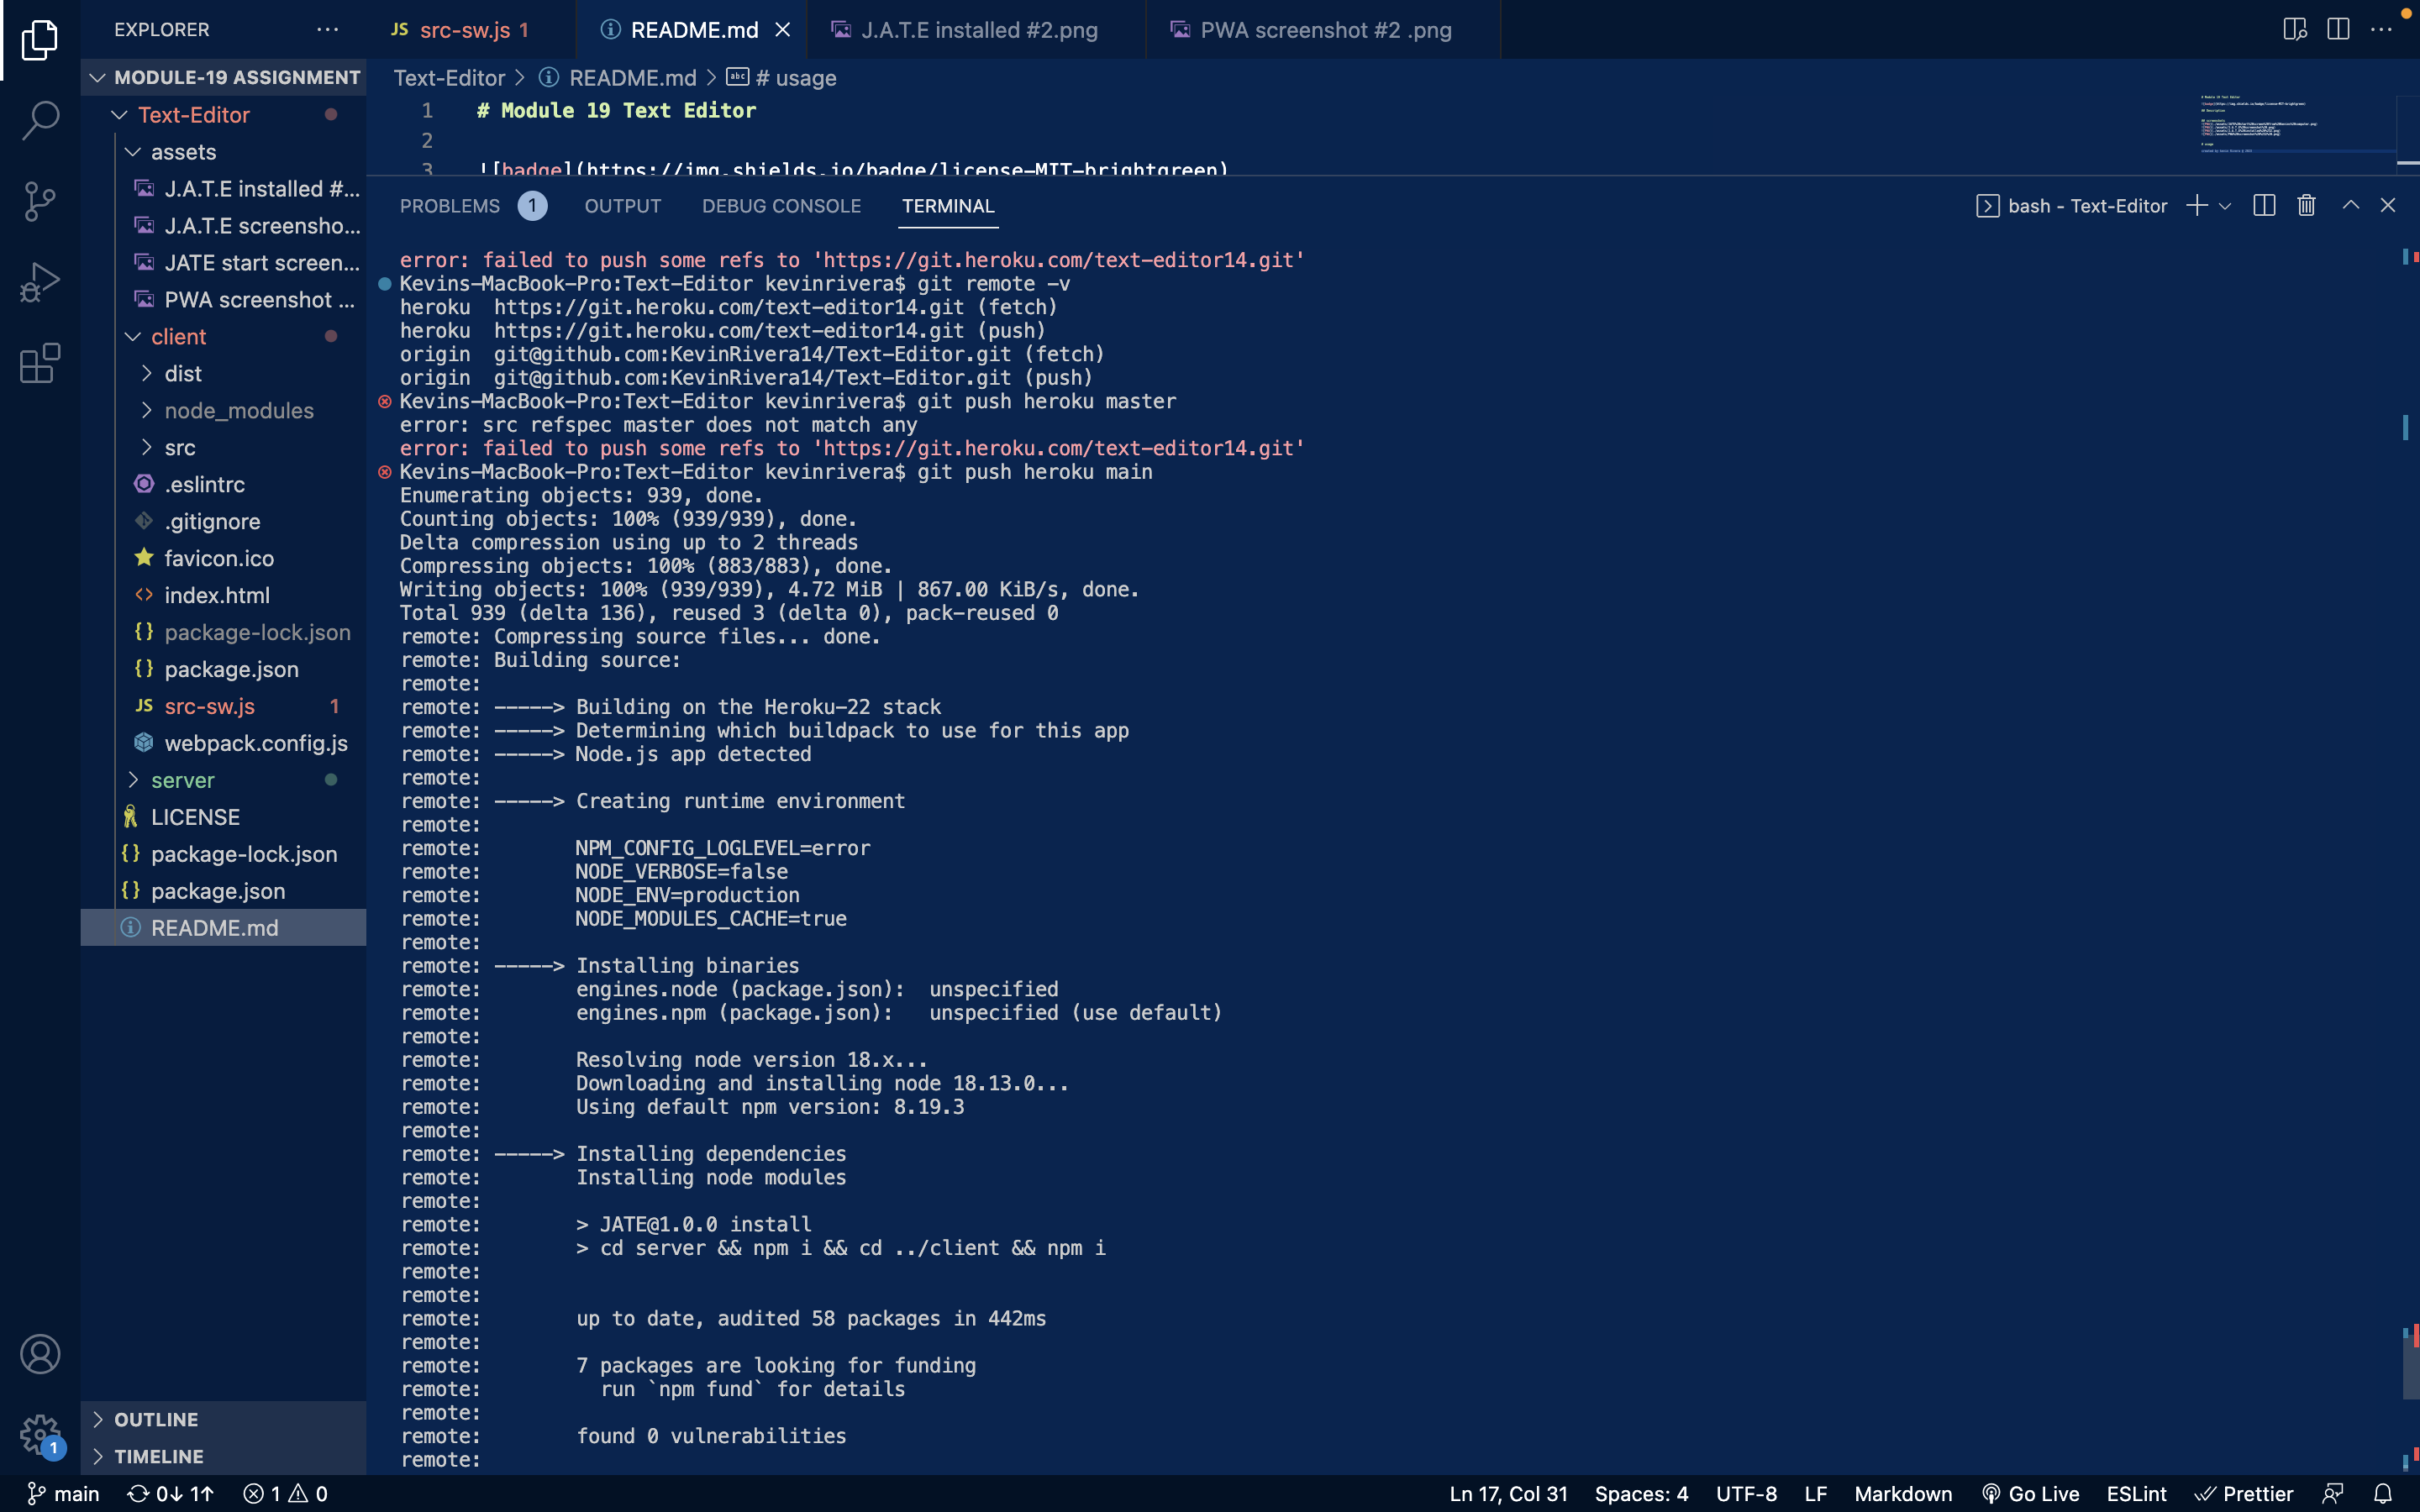 EXPLORER
MODULE-19 ASSIGNMENT
Text-Editor
assets
J.A.T.E installed #...
J.A.T.E screensho...
JATE start screen...
PWA screenshot ...
client
dist
node_modules
src
.eslintrc
.gitignore
favicon.ico
index.html
package-lock.json
package.json
src-sw.js 1
webpack.config.js
server
LICENSE
package-lock.json
package.json
README.md
OUTLINE
TIMELINE
1
JS src-sw.js 1
README.md
J.A.T.E installed #2.png
PWA screenshot #2 .png
Text-Editor > README.md > abc # usage
1 # Module 19 Text Editor
2
3 ![badge](https://img.shields.io/badge/license-MIT-brightgreen)
PROBLEMS 1 OUTPUT DEBUG CONSOLE TERMINAL
bash - Text-Editor
error: failed to push some refs to 'https://git.heroku.com/text-editor14.git'
Kevins-MacBook-Pro:Text-Editor kevinrivera$ git remote -v
heroku  https://git.heroku.com/text-editor14.git (fetch)
heroku  https://git.heroku.com/text-editor14.git (push)
origin  git@github.com:KevinRivera14/Text-Editor.git (fetch)
origin  git@github.com:KevinRivera14/Text-Editor.git (push)
Kevins-MacBook-Pro:Text-Editor kevinrivera$ git push heroku master
error: src refspec master does not match any
error: failed to push some refs to 'https://git.heroku.com/text-editor14.git'
Kevins-MacBook-Pro:Text-Editor kevinrivera$ git push heroku main
Enumerating objects: 939, done.
Counting objects: 100% (939/939), done.
Delta compression using up to 2 threads
Compressing objects: 100% (883/883), done.
Writing objects: 100% (939/939), 4.72 MiB | 867.00 KiB/s, done.
Total 939 (delta 136), reused 3 (delta 0), pack-reused 0
remote: Compressing source files... done.
remote: Building source:
remote:
remote: -----> Building on the Heroku-22 stack
remote: -----> Determining which buildpack to use for this app
remote: -----> Node.js app detected
remote:
remote: -----> Creating runtime environment
remote:
remote:        NPM_CONFIG_LOGLEVEL=error
remote:        NODE_VERBOSE=false
remote:        NODE_ENV=production
remote:        NODE_MODULES_CACHE=true
remote:
remote: -----> Installing binaries
remote:        engines.node (package.json):  unspecified
remote:        engines.npm (package.json):   unspecified (use default)
remote:
remote:        Resolving node version 18.x...
remote:        Downloading and installing node 18.13.0...
remote:        Using default npm version: 8.19.3
remote:
remote: -----> Installing dependencies
remote:        Installing node modules
remote:
remote:        > JATE@1.0.0 install
remote:        > cd server && npm i && cd ../client && npm i
remote:
remote:
remote:        up to date, audited 58 packages in 442ms
remote:
remote:        7 packages are looking for funding
remote:          run `npm fund` for details
remote:
remote:        found 0 vulnerabilities
remote:
main 0↓ 1↑ 1 0
Ln 17, Col 31 Spaces: 4 UTF-8 LF Markdown Go Live ESLint Prettier